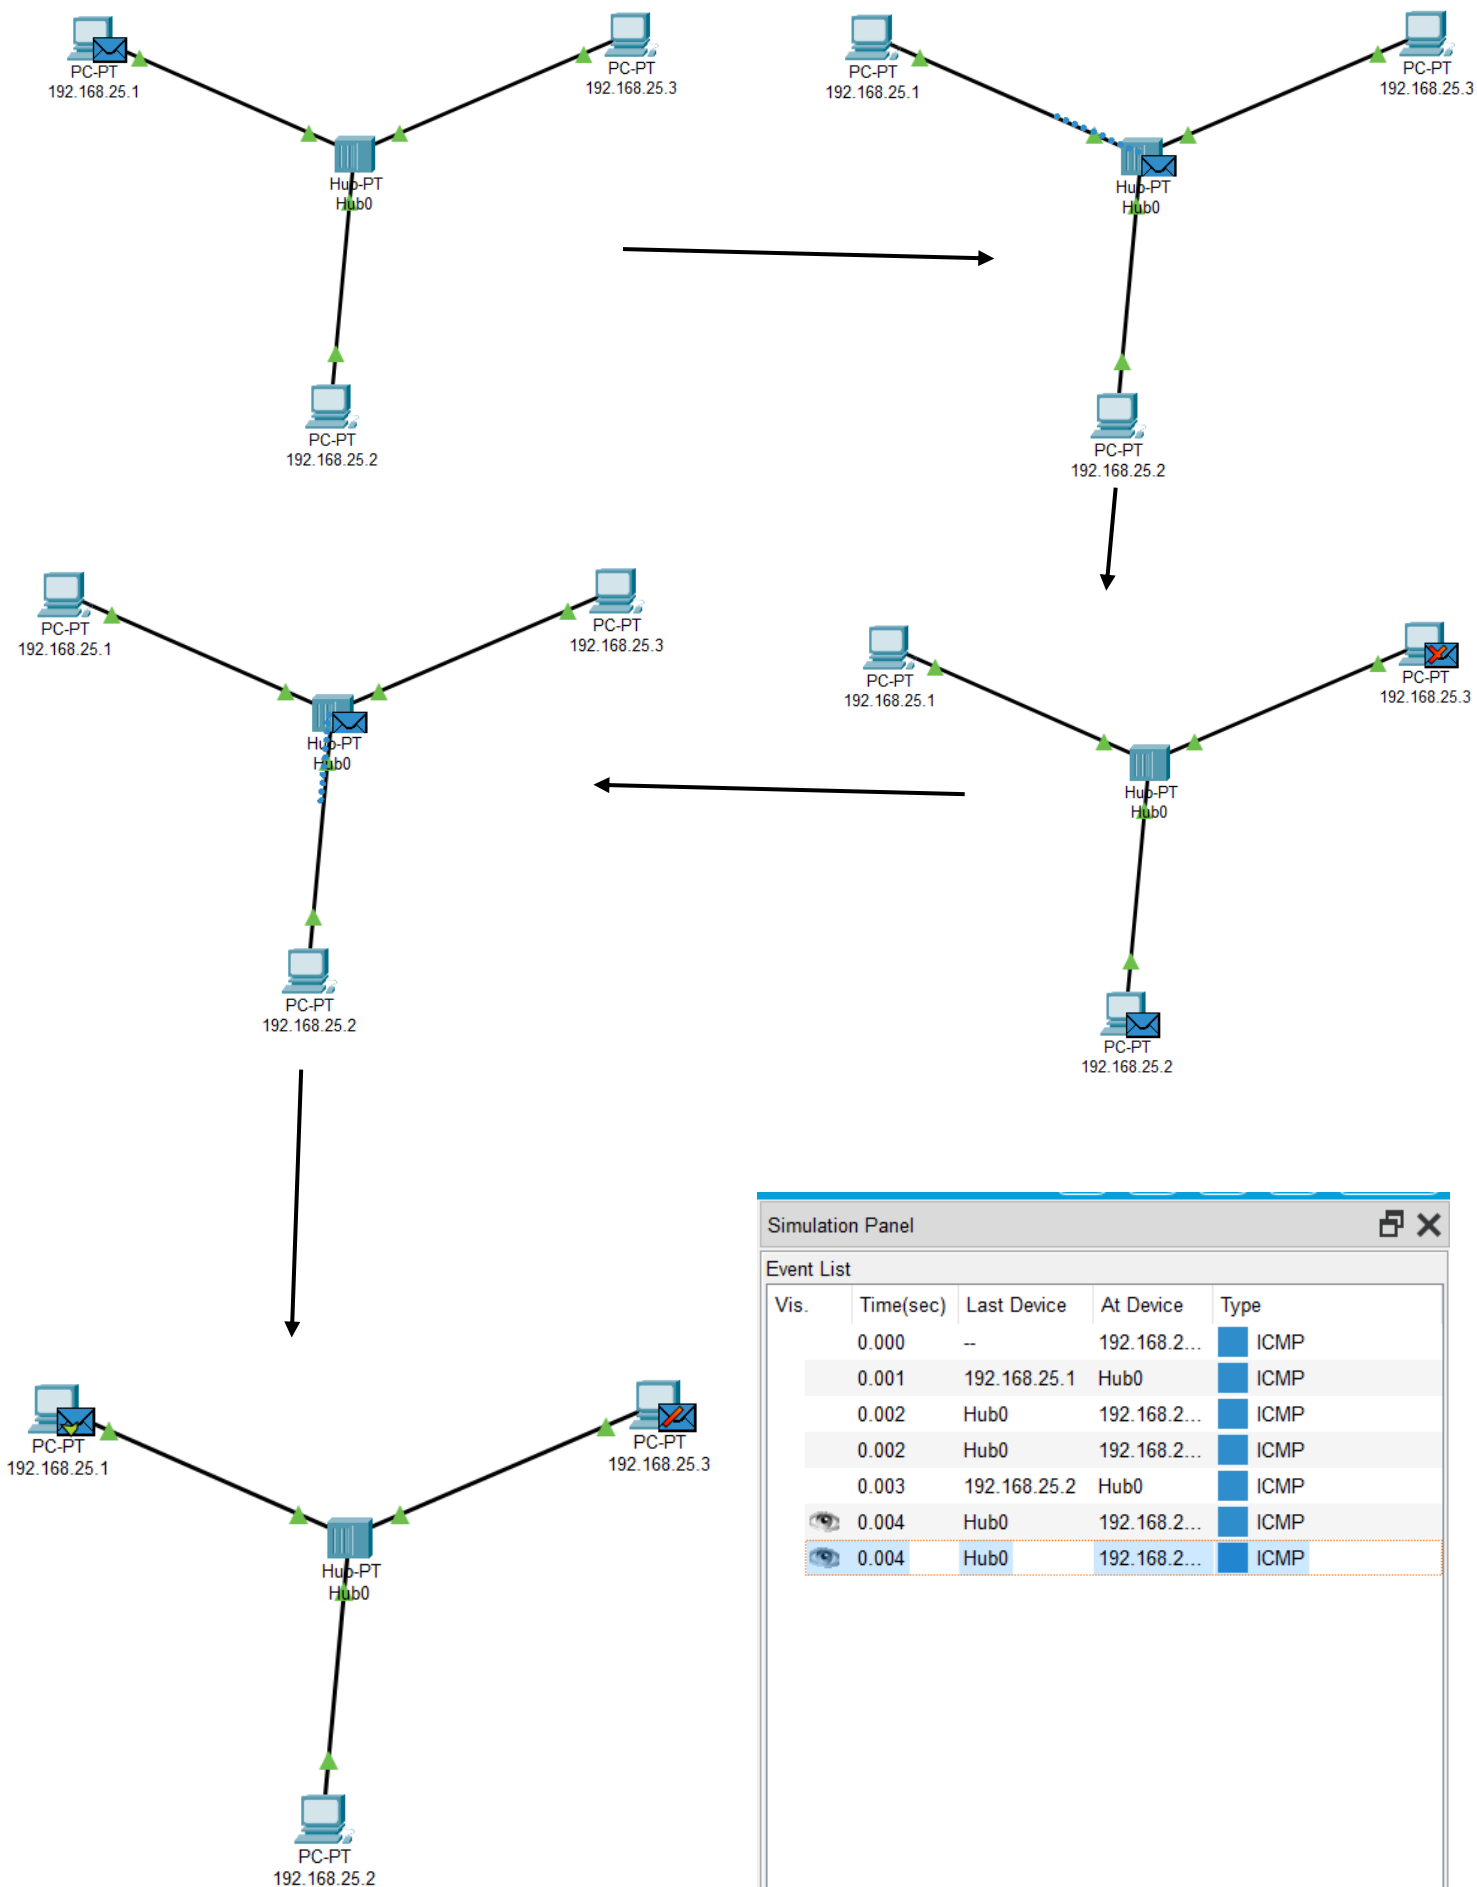 PC-PT
192.168.25.1
PC-PT
192.168.25.3
Hub-PT
Hub0
PC-PT
192.168.25.2
PC-PT
192.168.25.1
PC-PT
192.168.25.3
Hub-PT
Hub0
PC-PT
192.168.25.2
PC-PT
192.168.25.1
PC-PT
192.168.25.3
Hub-PT
Hub0
PC-PT
192.168.25.2
PC-PT
192.168.25.1
PC-PT
192.168.25.3
Hub-PT
Hub0
PC-PT
192.168.25.2
PC-PT
192.168.25.1
PC-PT
192.168.25.3
Hub-PT
Hub0
PC-PT
192.168.25.2
Simulation Panel
Event List
Vis. Time(sec) Last Device At Device Type
0.000 -- 192.168.2... ICMP
0.001 192.168.25.1 Hub0 ICMP
0.002 Hub0 192.168.2... ICMP
0.002 Hub0 192.168.2... ICMP
0.003 192.168.25.2 Hub0 ICMP
0.004 Hub0 192.168.2... ICMP
0.004 Hub0 192.168.2... ICMP